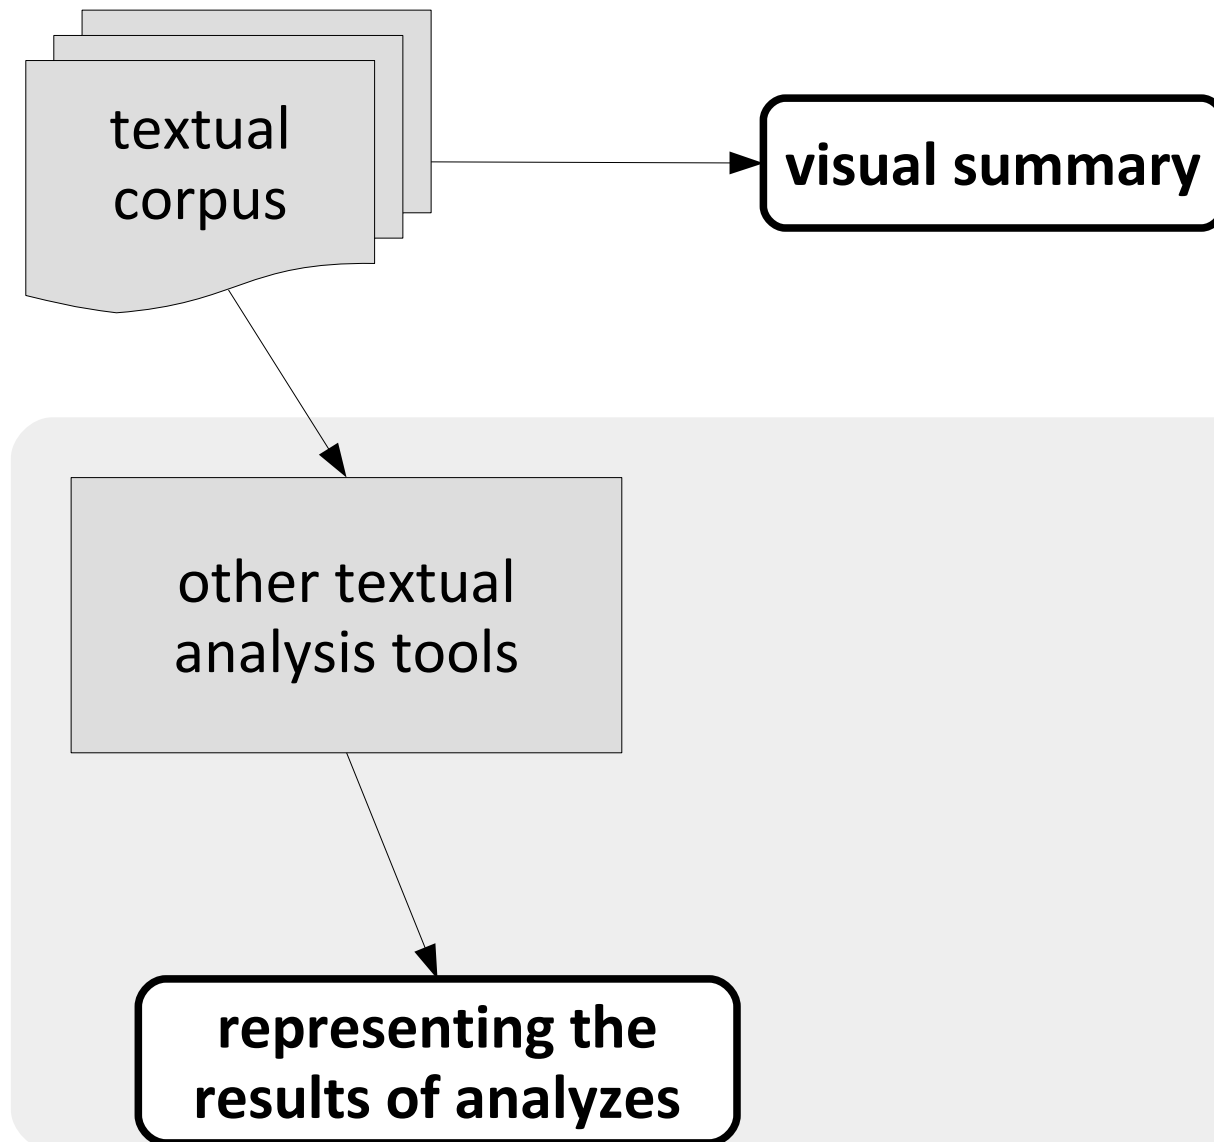 textual
corpus
visual summary
other textual
analysis tools
representing the
results of analyzes